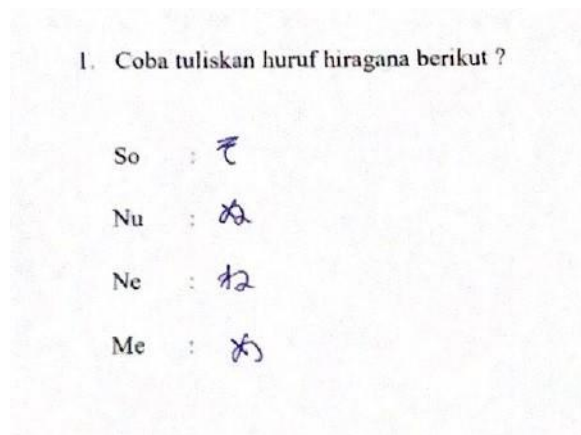 1. Coba tuliskan huruf hiragana berikut ?
So : そ
Nu : ぬ
Ne : ね
Me : め